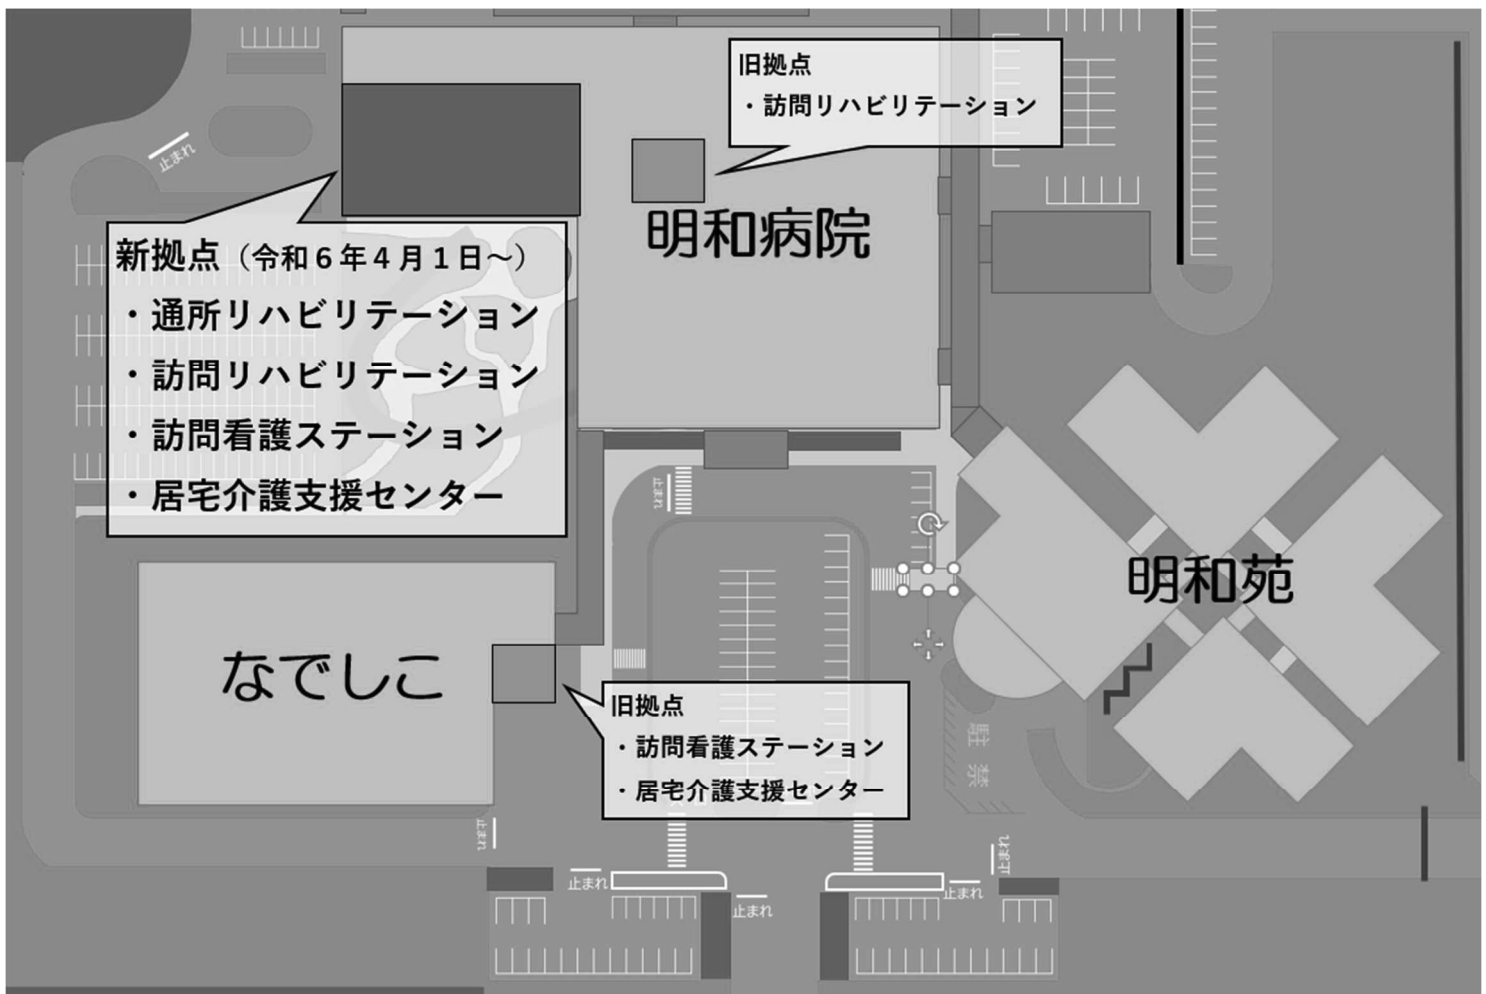 旧拠点
・訪問リハビリテーション
止まれ
明和病院
新拠点（令和６年４月１日～）
・通所リハビリテーション
・訪問リハビリテーション
・訪問看護ステーション
・居宅介護支援センター
止まれ
明和苑
なでしこ
旧拠点
・訪問看護ステーション
・居宅介護支援センター
駐
禁
止まれ
止まれ
止まれ
止まれ
止まれ